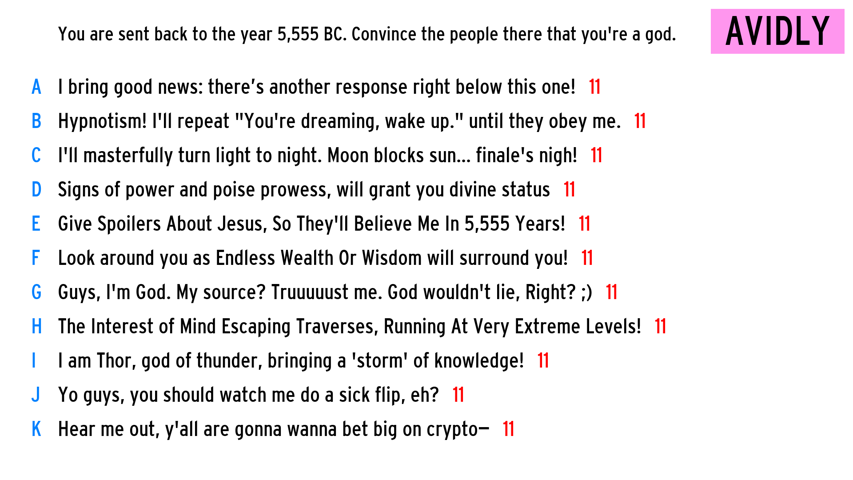 You are sent back to the year 5,555 BC. Convince the people there that you're a god.
AVIDLY
A I bring good news: there's another response right below this one! 11
B Hypnotism! I'll repeat "You're dreaming, wake up." until they obey me. 11
C I'll masterfully turn light to night. Moon blocks sun... finale's nigh! 11
D Signs of power and poise prowess, will grant you divine status 11
E Give Spoilers About Jesus, So They'll Believe Me In 5,555 Years! 11
F Look around you as Endless Wealth Or Wisdom will surround you! 11
G Guys, I'm God. My source? Truuuuust me. God wouldn't lie, Right? ;) 11
H The Interest of Mind Escaping Traverses, Running At Very Extreme Levels! 11
I I am Thor, god of thunder, bringing a 'storm' of knowledge! 11
J Yo guys, you should watch me do a sick flip, eh? 11
K Hear me out, y'all are gonna wanna bet big on crypto– 11